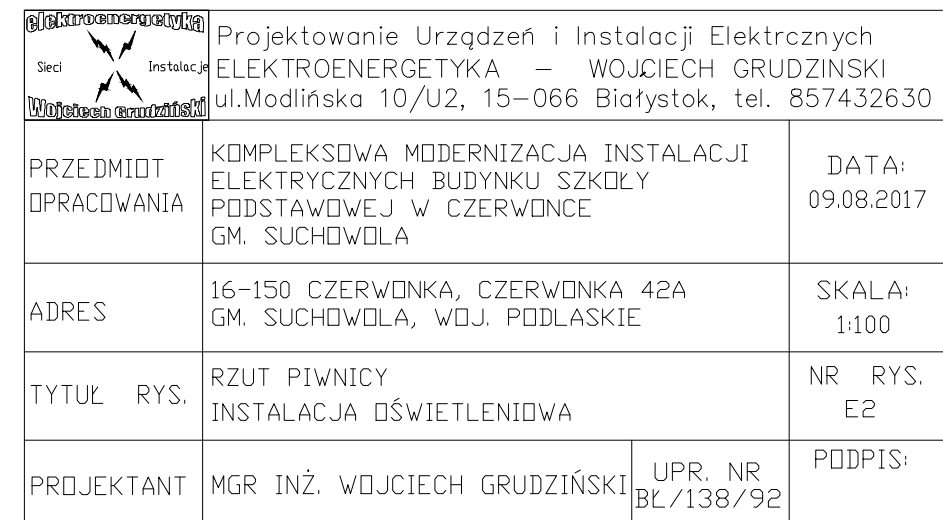 elektroenergetyka
Sieci Instalacje
Wojciech Grudziński
Projektowanie Urządzeń i Instalacji Elektrcznych
ELEKTROENERGETYKA – WOJCIECH GRUDZINSKI
ul.Modlińska 10/U2, 15–066 Białystok, tel. 857432630
PRZEDMIOT
OPRACOWANIA
KOMPLEKSOWA MODERNIZACJA INSTALACJI
ELEKTRYCZNYCH BUDYNKU SZKOŁY
PODSTAWOWEJ W CZERWONCE
GM. SUCHOWOLA
DATA:
09.08.2017
ADRES
16-150 CZERWONKA, CZERWONKA 42A
GM. SUCHOWOLA, WOJ. PODLASKIE
SKALA:
1:100
TYTUŁ RYS.
RZUT PIWNICY
INSTALACJA OŚWIETLENIOWA
NR RYS.
E2
PROJEKTANT
MGR INŻ. WOJCIECH GRUDZIŃSKI
UPR. NR
BŁ/138/92
PODPIS: